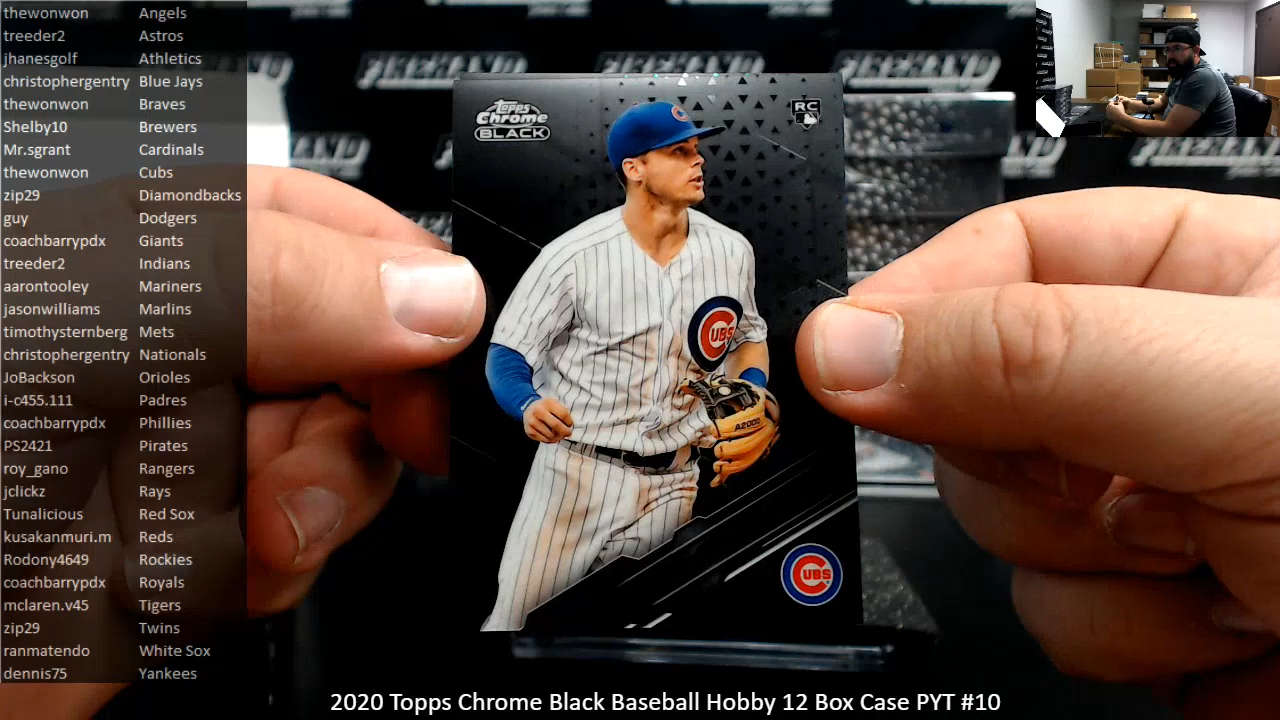 thewonwon Angels
treeder2 Astros
jhanesgolf Athletics
christophergentry Blue Jays
thewonwon Braves
Shelby10 Brewers
Mr.sgrant Cardinals
thewonwon Cubs
zip29 Diamondbacks
guy Dodgers
coachbarrypdx Giants
treeder2 Indians
aarontooley Mariners
jasonwilliams Marlins
timothysternberg Mets
christophergentry Nationals
JoBackson Orioles
i-c455.111 Padres
coachbarrypdx Phillies
PS2421 Pirates
roy_gano Rangers
jclickz Rays
Tunalicious Red Sox
kusakanmuri.m Reds
Rodony4649 Rockies
coachbarrypdx Royals
mclaren.v45 Tigers
zip29 Twins
ranmatendo White Sox
dennis75 Yankees
Topps
Chrome
BLACK
RC
CUBS
A2000
CUBS
2020 Topps Chrome Black Baseball Hobby 12 Box Case PYT #10